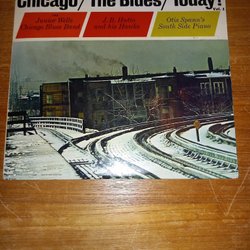 Chicago/The Blues/Today!
Vol. 1
Junior Wells
Chicago Blues Band
J. B. Hutto
and his Hawks
Otis Spann's
South Side Piano